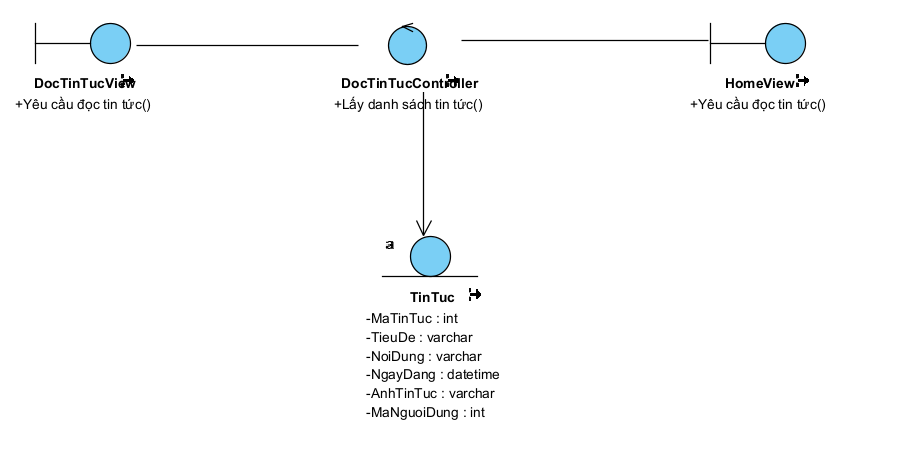 DocTinTucView
+Yêu cầu đọc tin tức()
DocTinTucController
+Lấy danh sách tin tức()
HomeView
+Yêu cầu đọc tin tức()
a
TinTuc
-MaTinTuc : int
-TieuDe : varchar
-NoiDung : varchar
-NgayDang : datetime
-AnhTinTuc : varchar
-MaNguoiDung : int